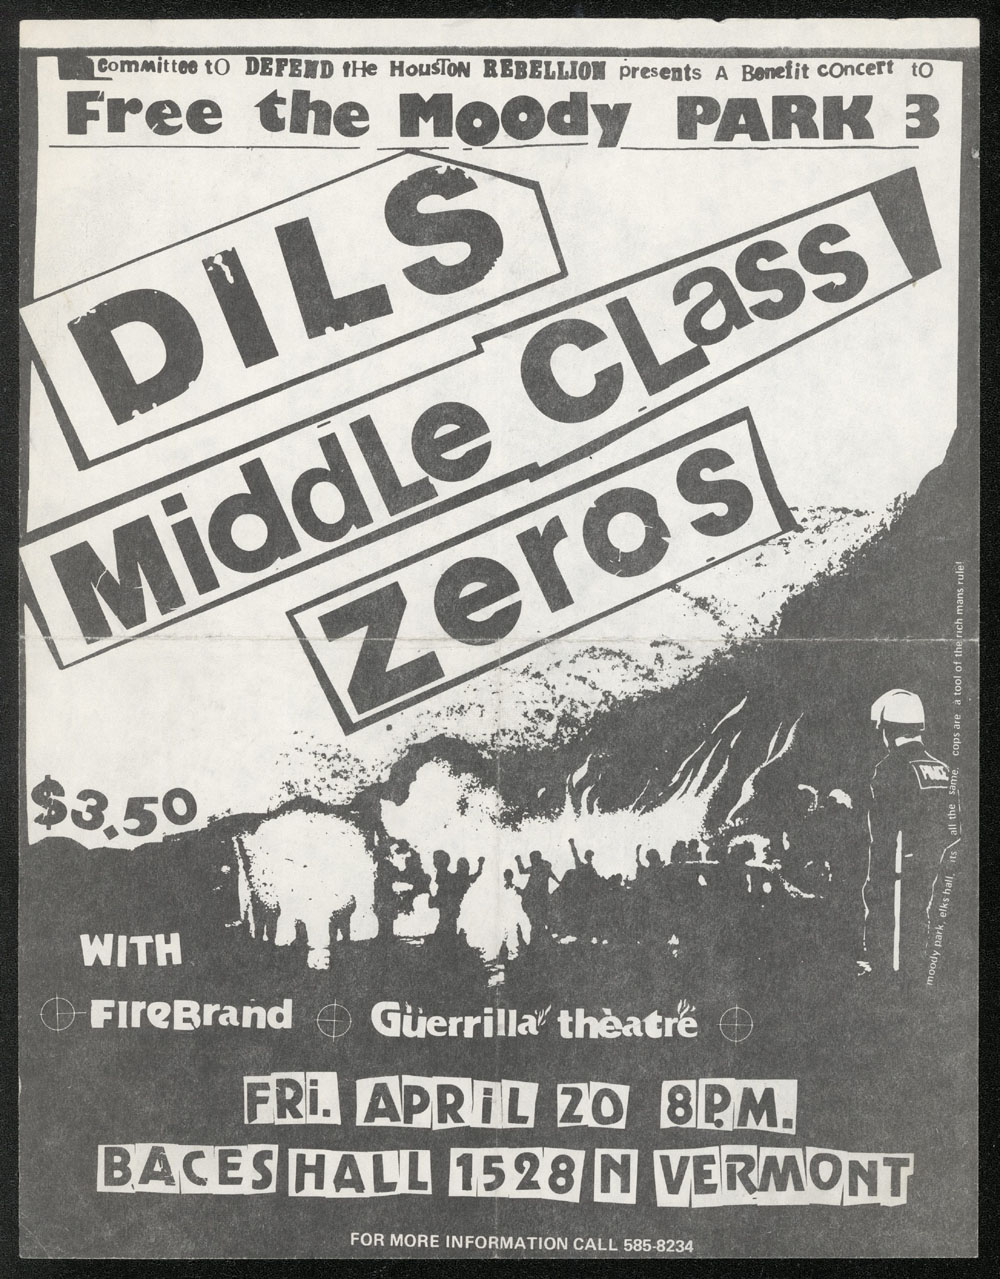 Committee to DEFEND tHe HousToN REBELLION presents A Benefit concert to
Free the Moody PARK 3
DILS
Middle Class
Zeros
$3.50
POLICE
moody park, elks hall, its all the same, cops are a tool of the rich mans rule!
WITH
FIreBrand Guerrilla theatre
FRi. APRiL 20 8P.M.
BACES HALL 1528 N VERMONT
FOR MORE INFORMATION CALL 585-8234